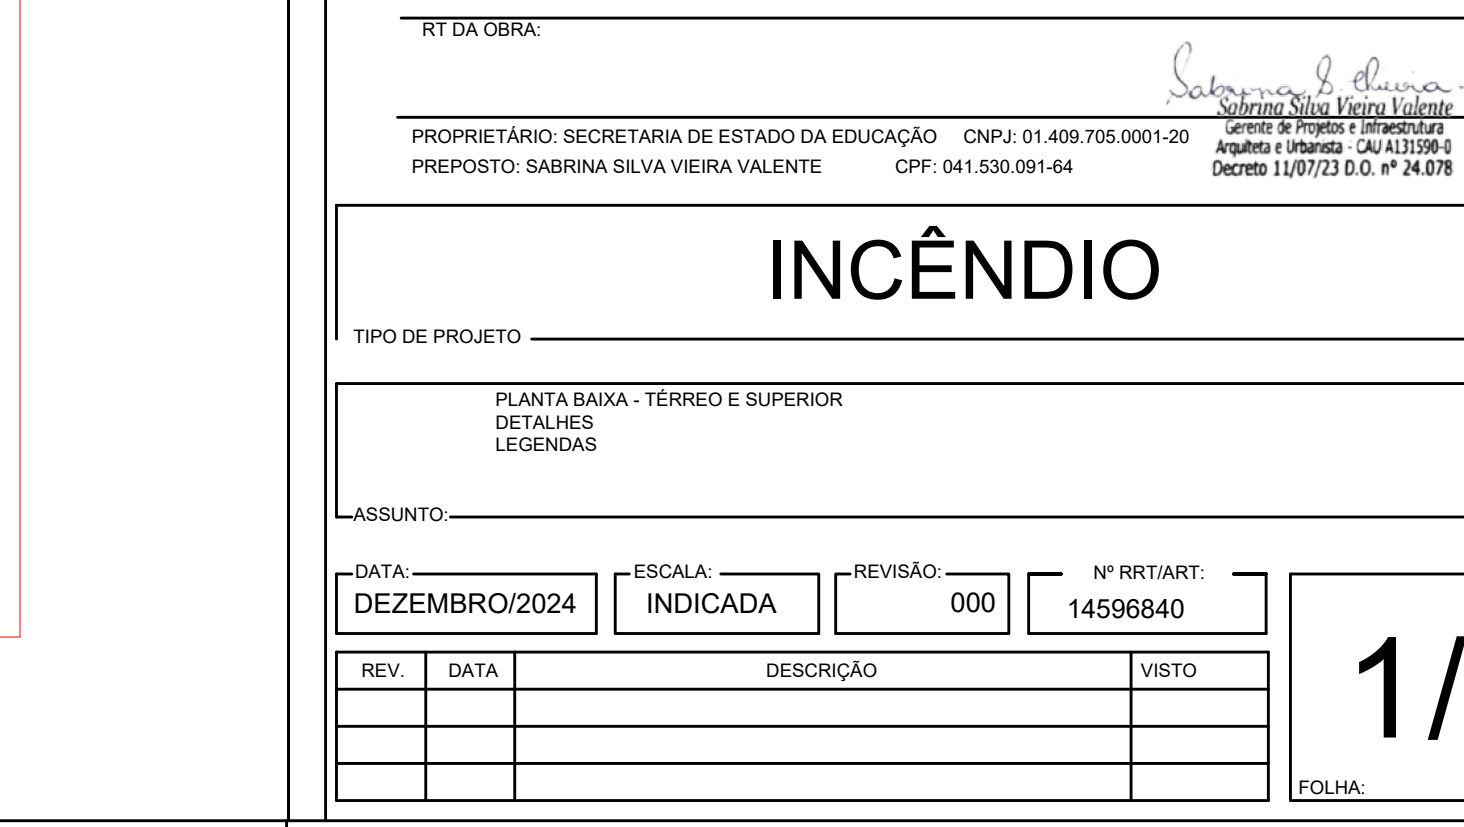 RT DA OBRA:
Sabrina S. Vieira
Sabrina Silva Vieira Valente
Gerente de Projetos e Infraestrutura
Arquiteta e Urbanista - CAU A131590-0
Decreto 11/07/23 D.O. nº 24.078
PROPRIETÁRIO: SECRETARIA DE ESTADO DA EDUCAÇÃO CNPJ: 01.409.705.0001-20
PREPOSTO: SABRINA SILVA VIEIRA VALENTE CPF: 041.530.091-64
INCÊNDIO
TIPO DE PROJETO
PLANTA BAIXA - TÉRREO E SUPERIOR
DETALHES
LEGENDAS
ASSUNTO:
DATA: ESCALA: REVISÃO: Nº RRT/ART:
DEZEMBRO/2024 INDICADA 000 14596840
REV. DATA DESCRIÇÃO VISTO
1/
FOLHA: